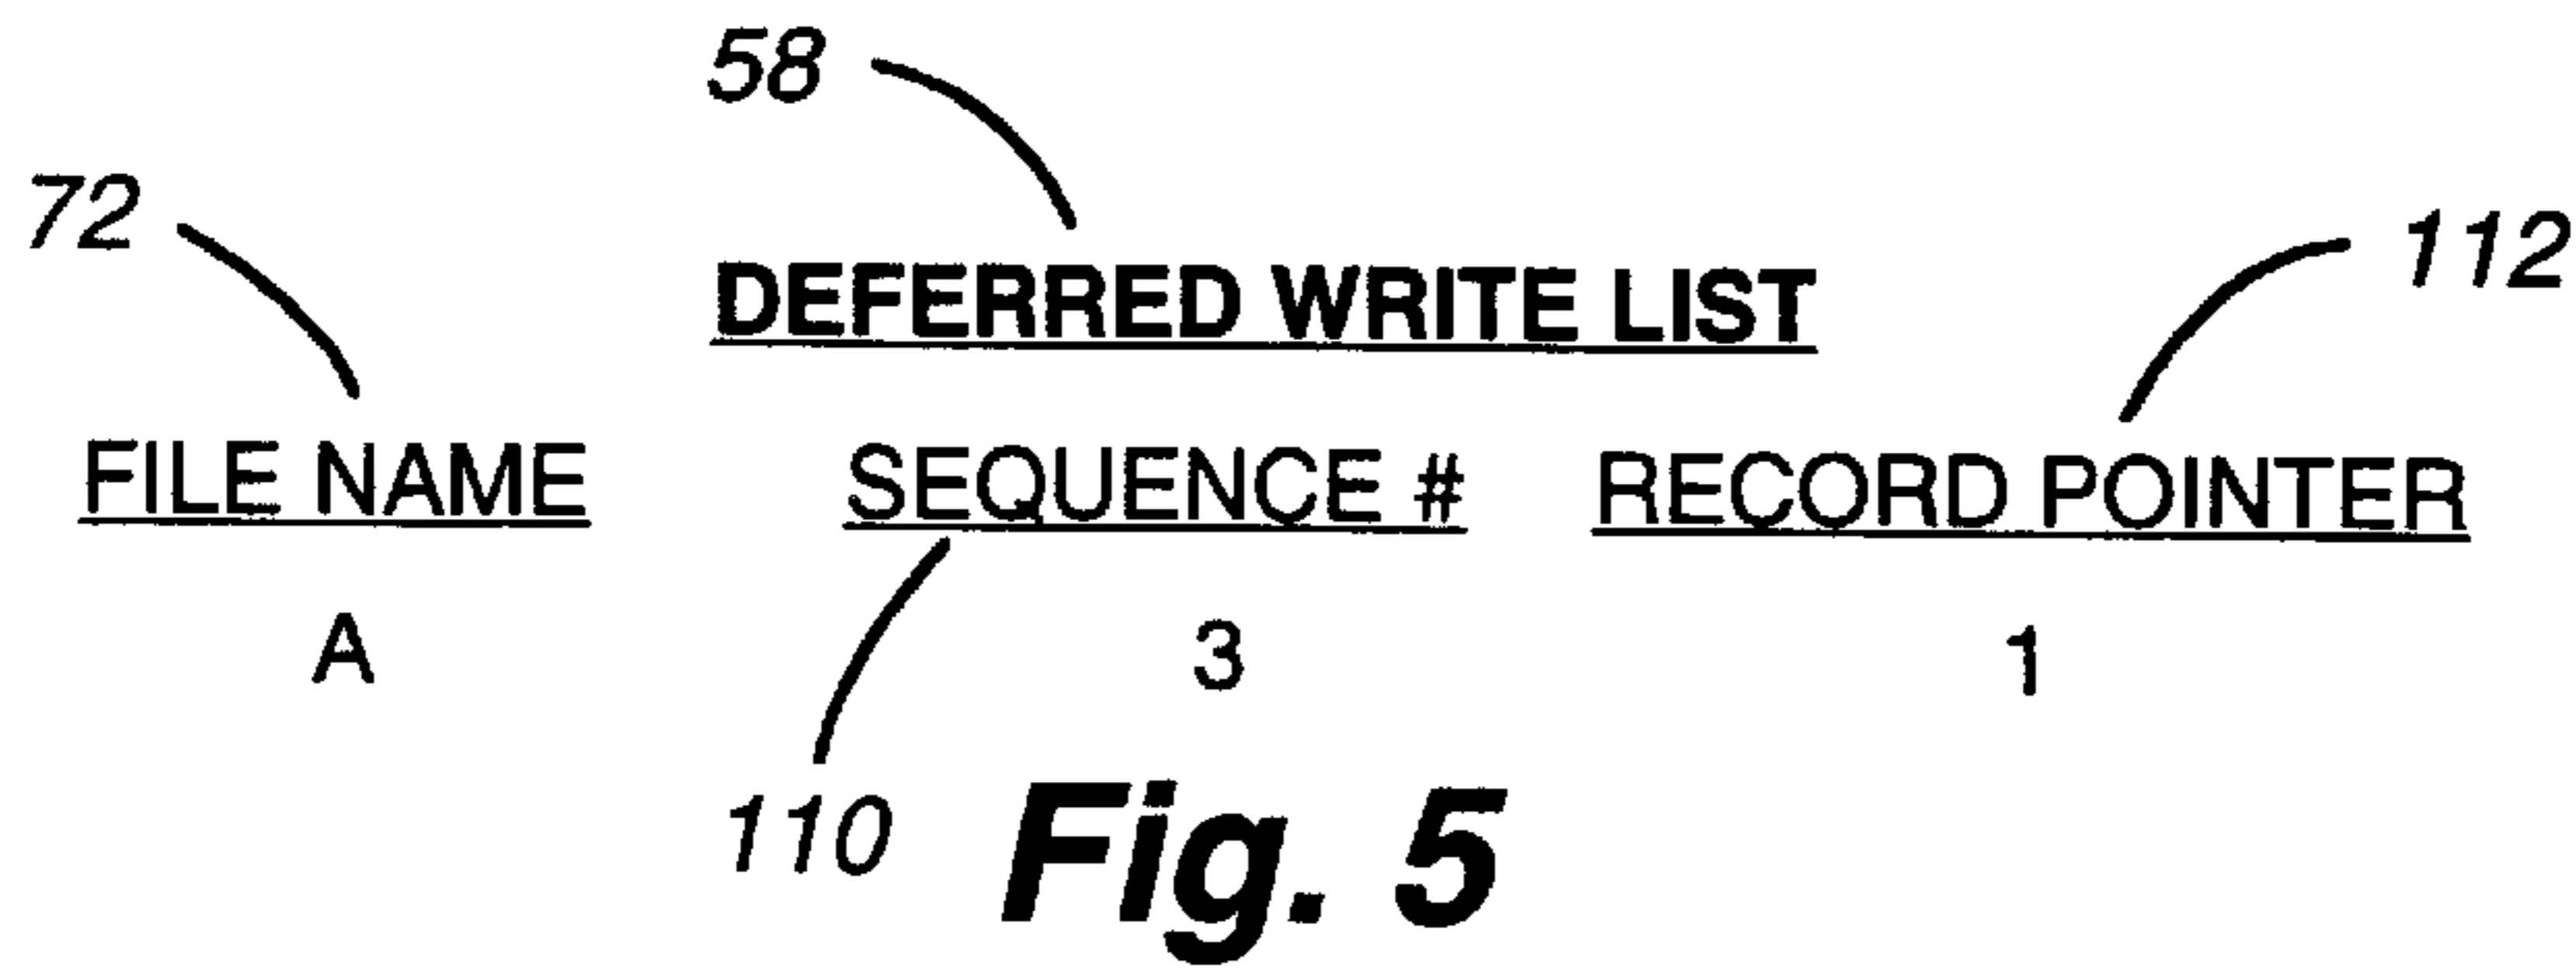 58
72
112
DEFERRED WRITE LIST
FILE NAME SEQUENCE # RECORD POINTER
A 3 1
110
Fig. 5